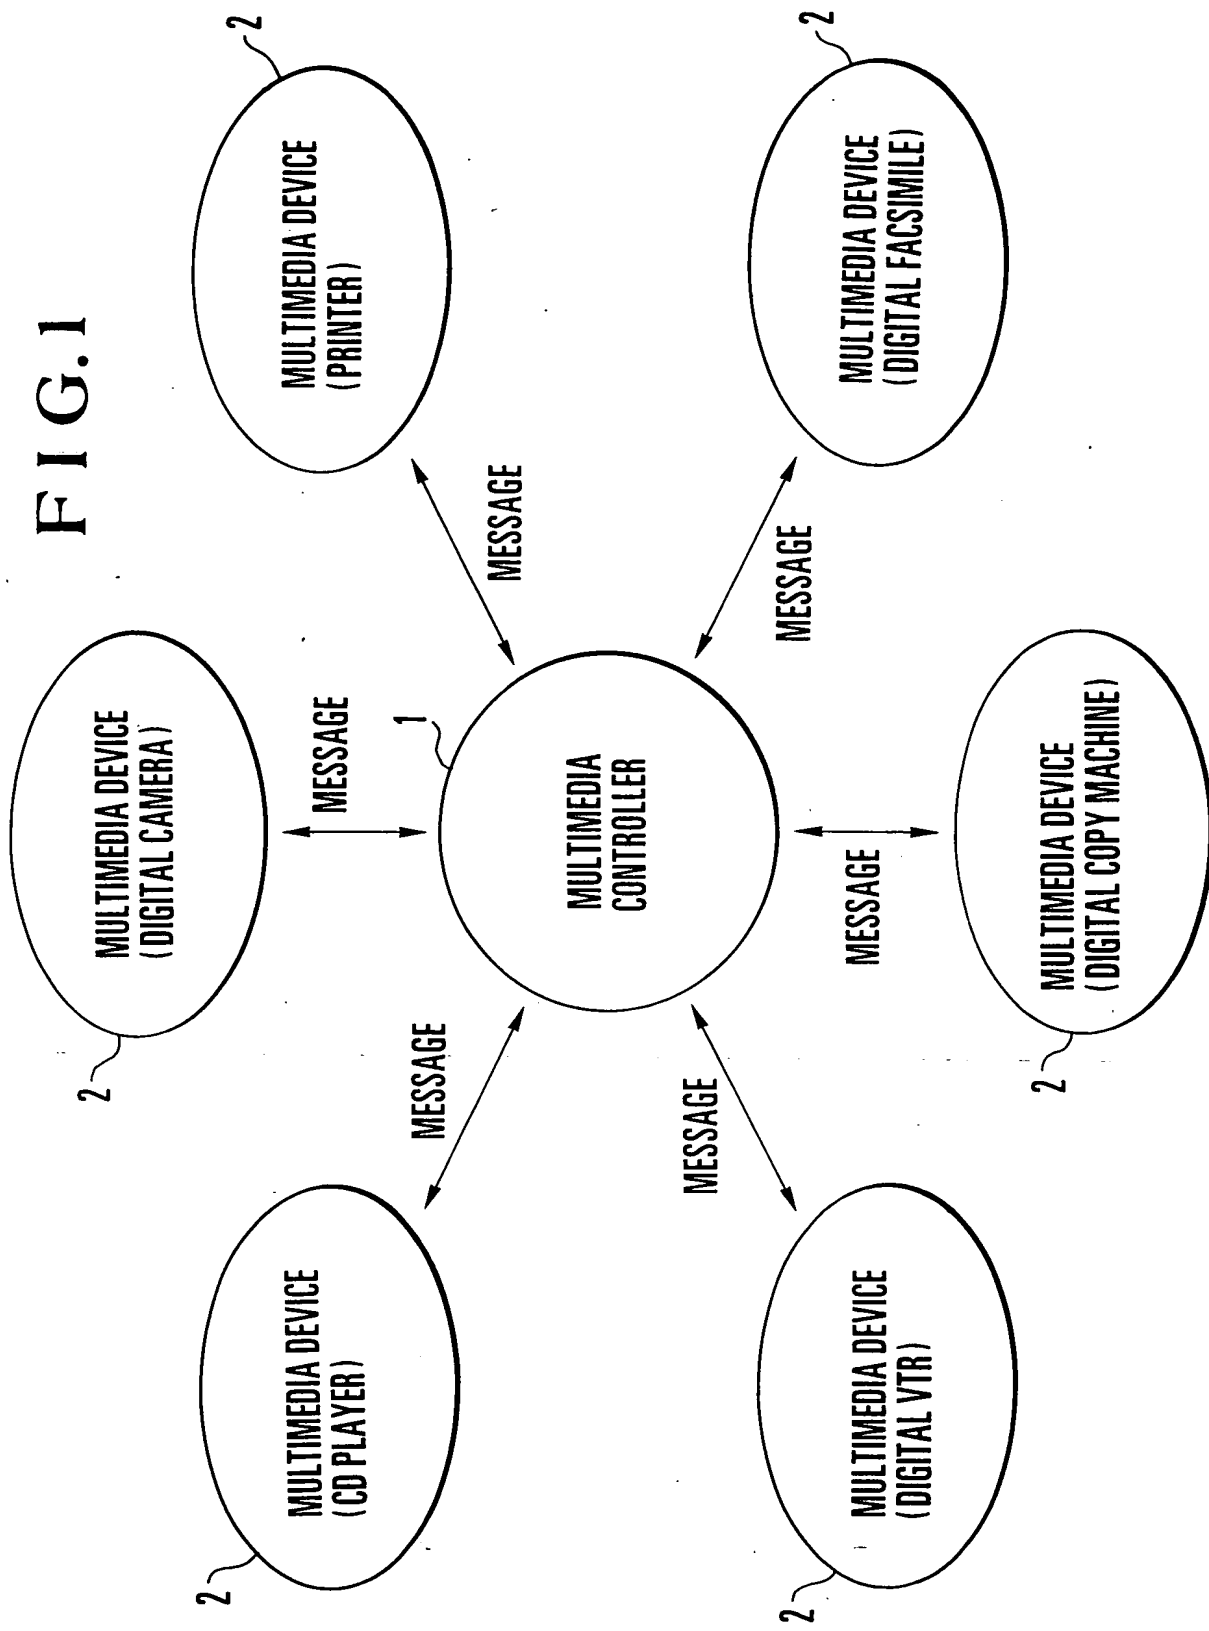 FIG.1
2
MULTIMEDIA DEVICE
(DIGITAL CAMERA)
MESSAGE
2
MULTIMEDIA DEVICE
(CD PLAYER)
MESSAGE
2
MULTIMEDIA DEVICE
(PRINTER)
MESSAGE
1
MULTIMEDIA
CONTROLLER
2
MULTIMEDIA DEVICE
(DIGITAL VTR)
MESSAGE
2
MULTIMEDIA DEVICE
(DIGITAL COPY MACHINE)
MESSAGE
2
MULTIMEDIA DEVICE
(DIGITAL FACSIMILE)
MESSAGE